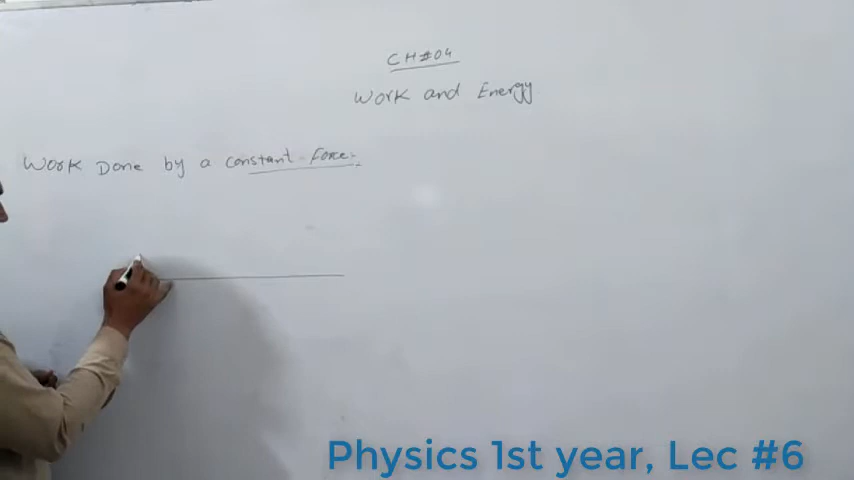 CH#04
Work and Energy
Work Done by a constant Force:-
Physics 1st year, Lec #6